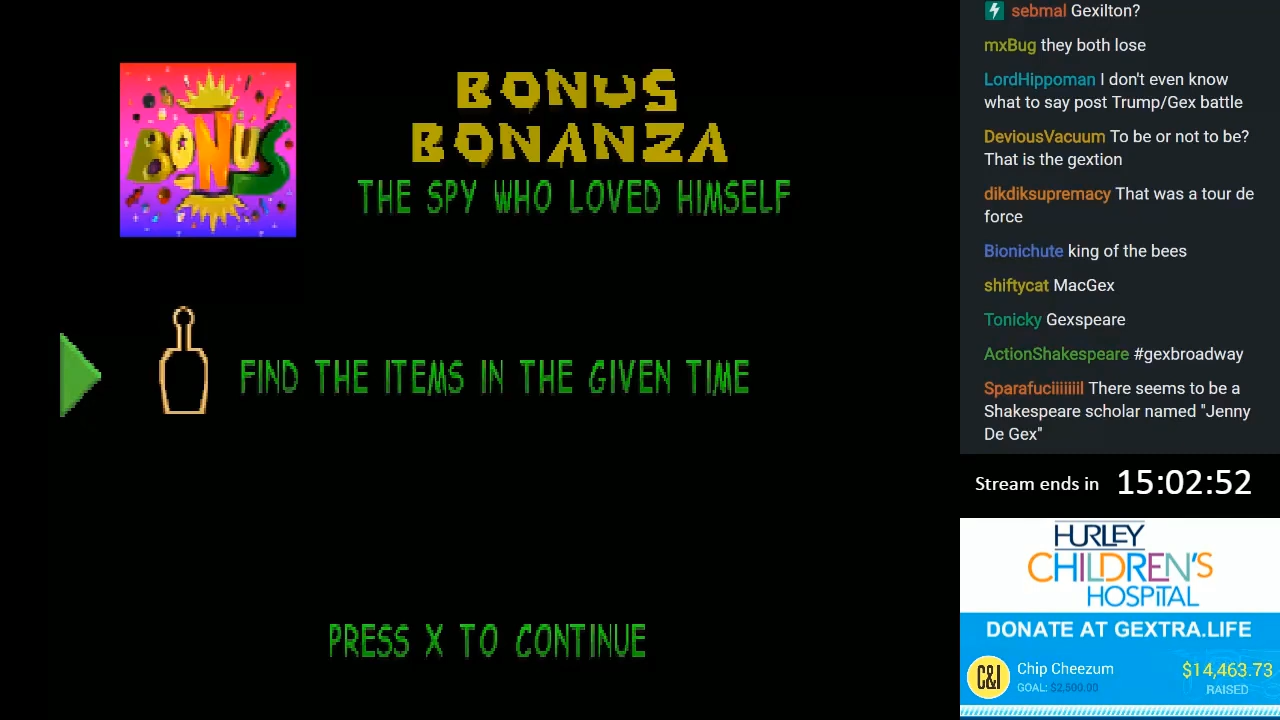 BONUS
BONUS
BONANZA
THE SPY WHO LOVED HIMSELF
FIND THE ITEMS IN THE GIVEN TIME
PRESS X TO CONTINUE
sebmal Gexilton?
mxBug they both lose
LordHippoman I don't even know
what to say post Trump/Gex battle
DeviousVacuum To be or not to be?
That is the gextion
dikdiksupremacy That was a tour de
force
Bionichute king of the bees
shiftycat MacGex
Tonicky Gexspeare
ActionShakespeare #gexbroadway
Sparafuciiiiiiil There seems to be a
Shakespeare scholar named "Jenny
De Gex"
Stream ends in 15:02:52
HURLEY
CHILDREN'S
HOSPITAL
DONATE AT GEXTRA.LIFE
C&I
Chip Cheezum $14,463.73
GOAL: $2,500.00 RAISED